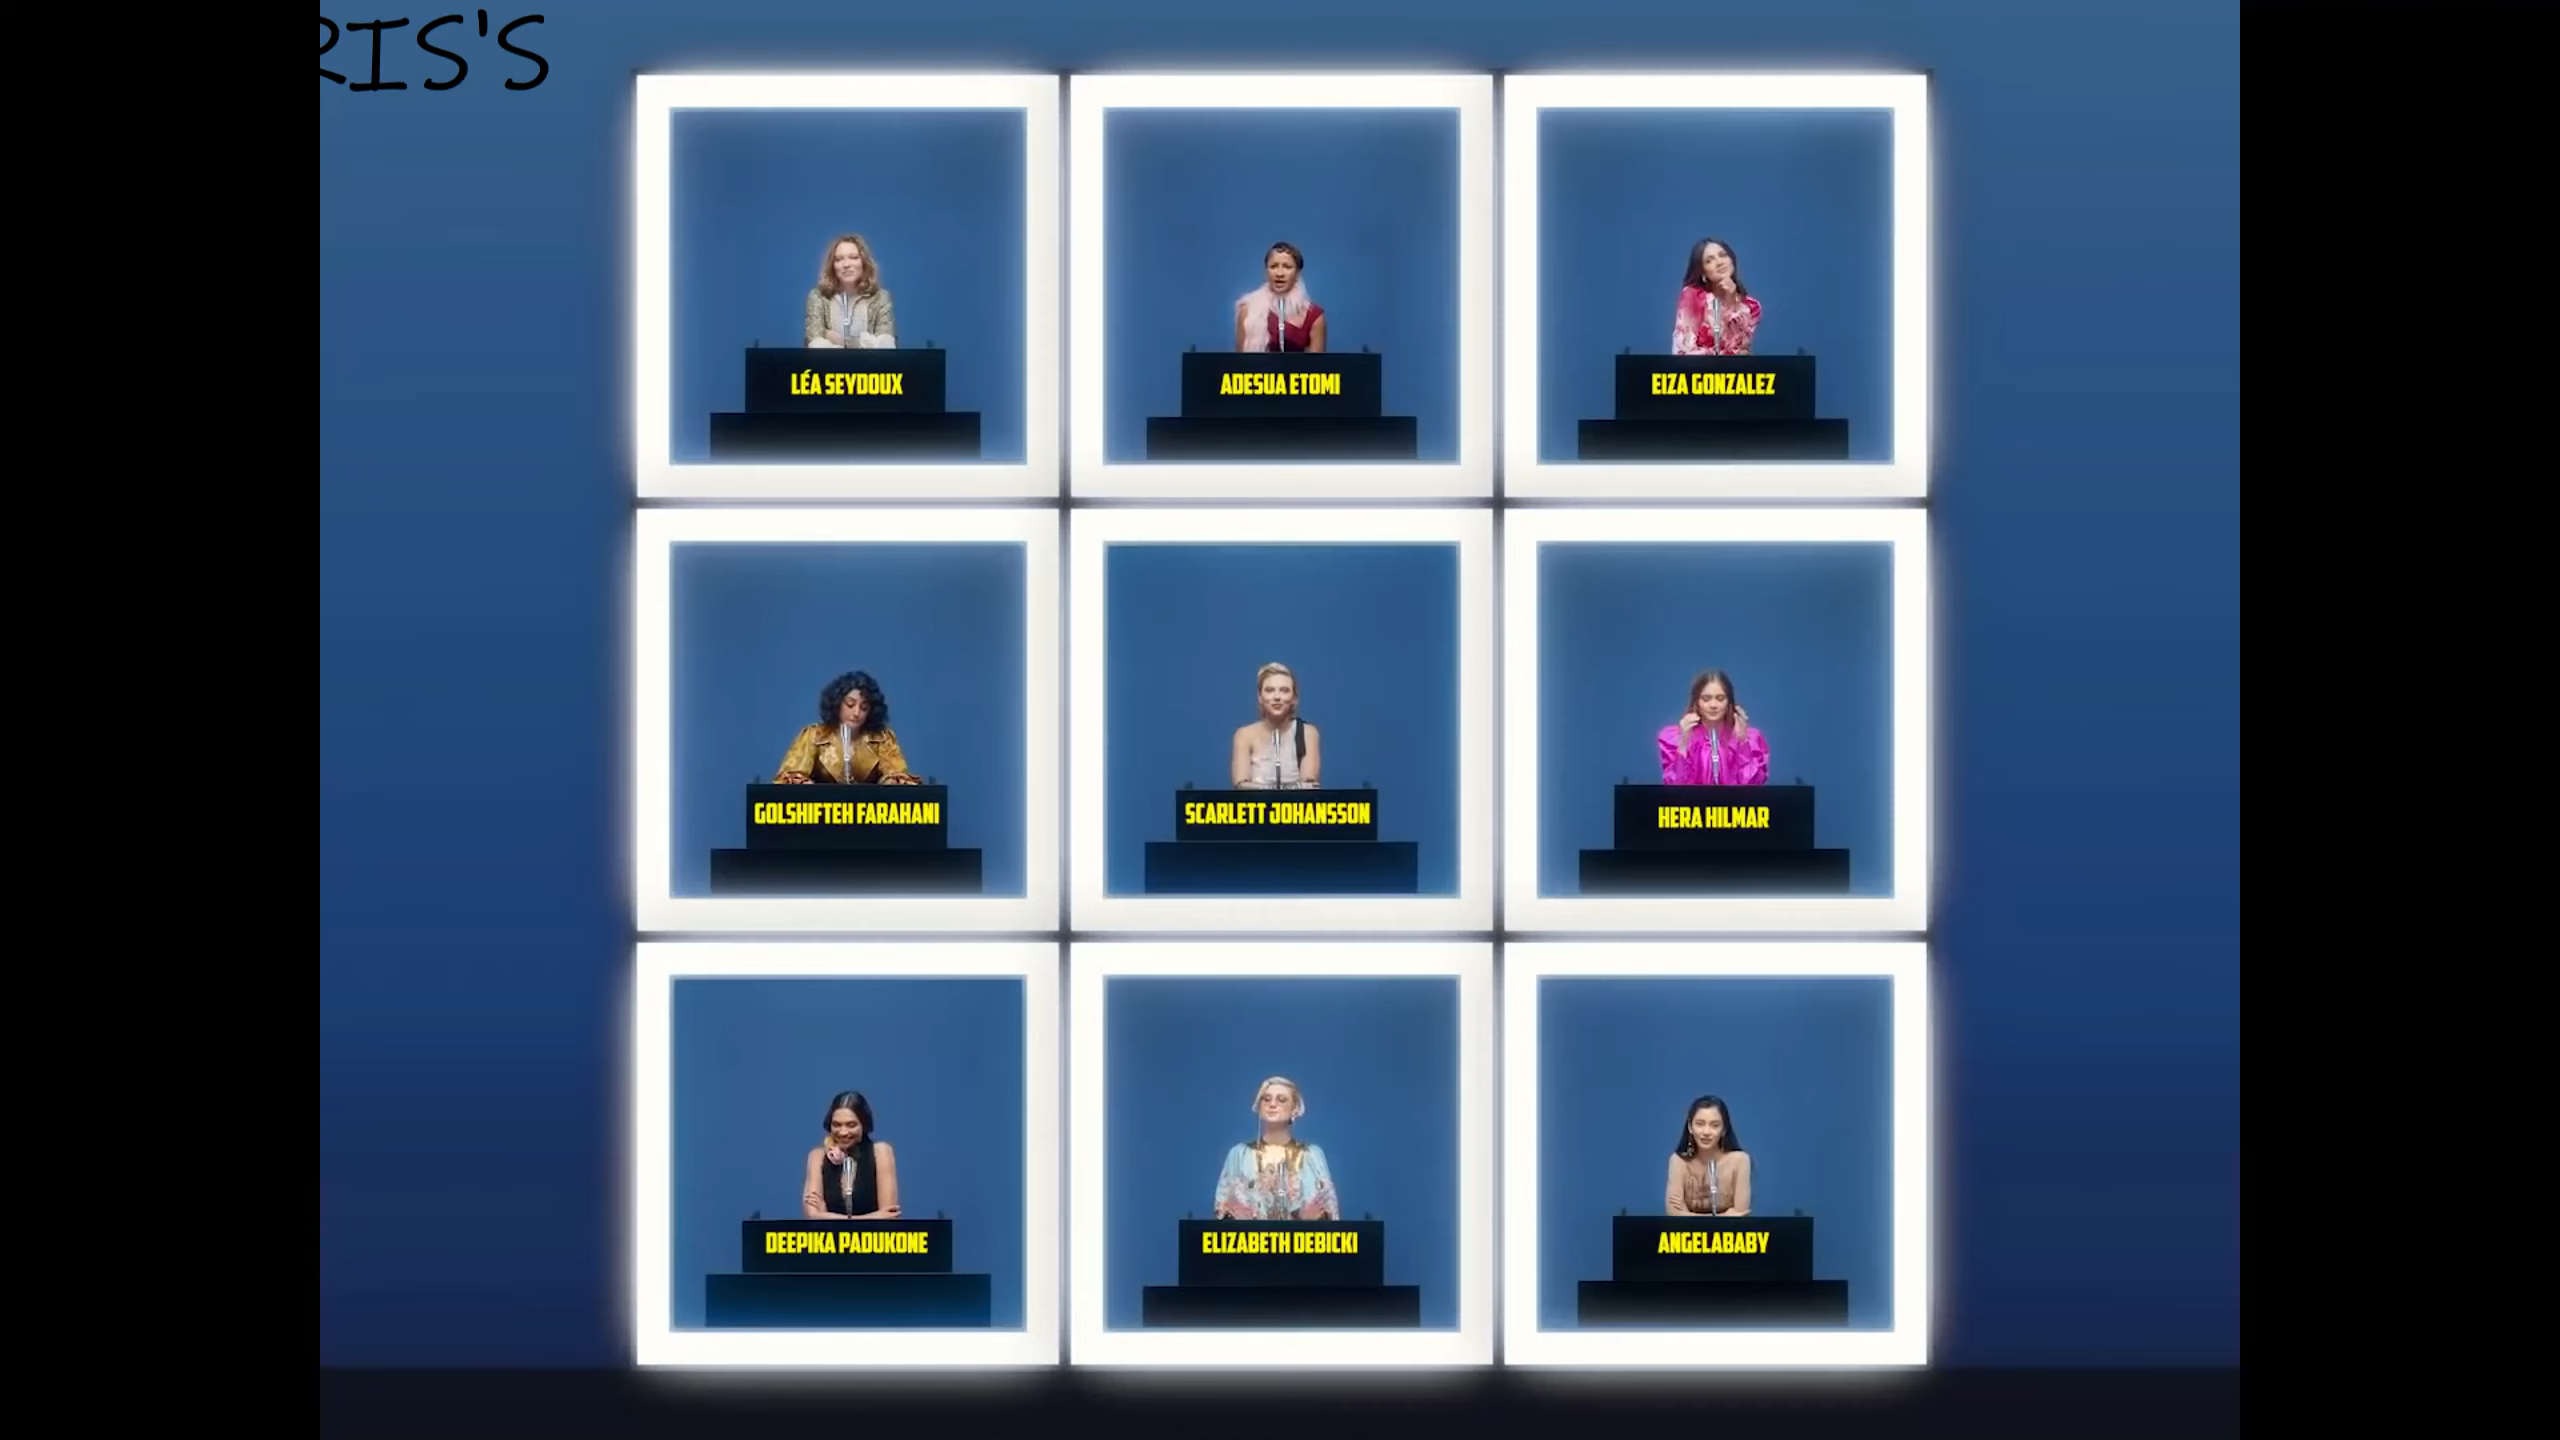 RIS'S
LÉA SEYDOUX
ADESUA ETOMI
EIZA GONZALEZ
GOLSHIFTEH FARAHANI
SCARLETT JOHANSSON
HERA HILMAR
DEEPIKA PADUKONE
ELIZABETH DEBICKI
ANGELABABY